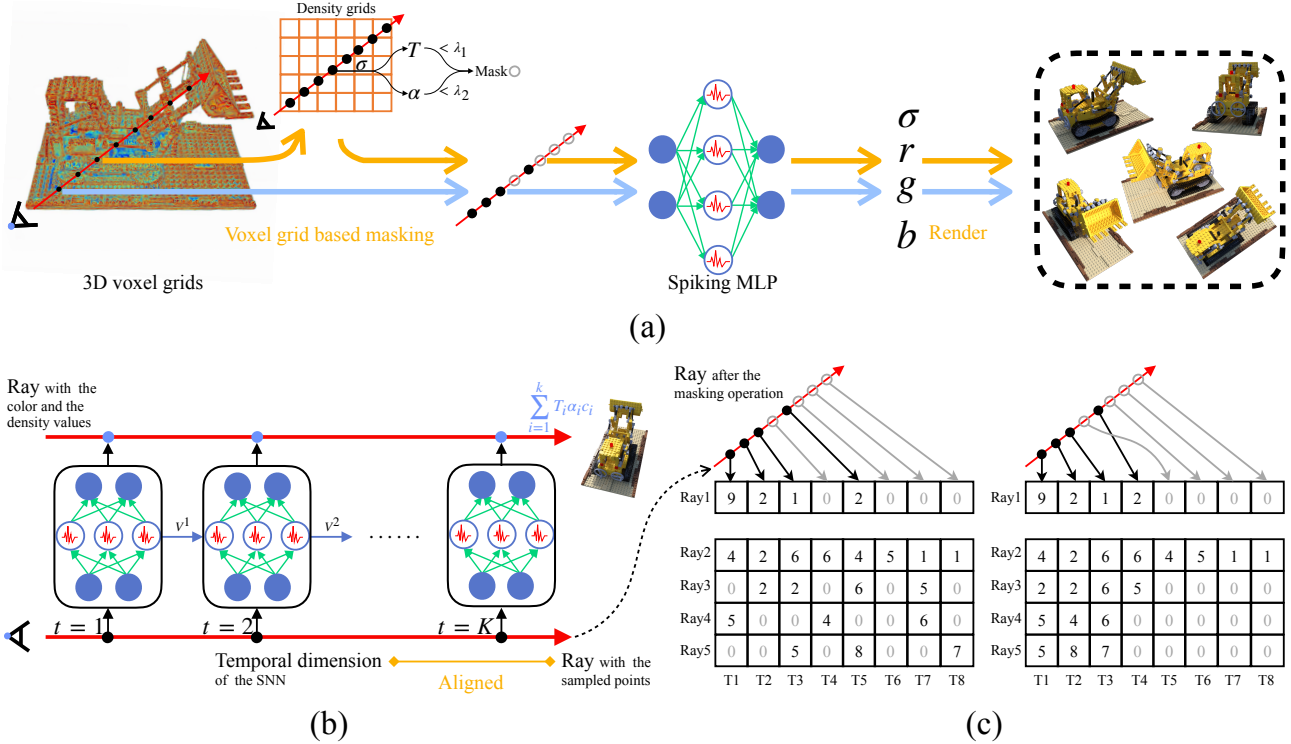 Density grids
T
< λ1
σ
Mask
α
< λ2
σ
r
g
b
Voxel grid based masking
Render
3D voxel grids
Spiking MLP
(a)
Ray with the
color and the
density values
k
∑ Tiαici
i=1
V1
V2
······
t = 1
t = 2
t = K
Temporal dimension
of the SNN
Aligned
Ray with the
sampled points
(b)
Ray after the
masking operation
Ray1 9 2 1 0 2 0 0 0
Ray2 4 2 6 6 4 5 1 1
Ray3 0 2 2 0 6 0 5 0
Ray4 5 0 0 4 0 0 6 0
Ray5 0 0 5 0 8 0 0 7
T1 T2 T3 T4 T5 T6 T7 T8
Ray1 9 2 1 2 0 0 0 0
Ray2 4 2 6 6 4 5 1 1
Ray3 2 2 6 5 0 0 0 0
Ray4 5 4 6 0 0 0 0 0
Ray5 5 8 7 0 0 0 0 0
T1 T2 T3 T4 T5 T6 T7 T8
(c)